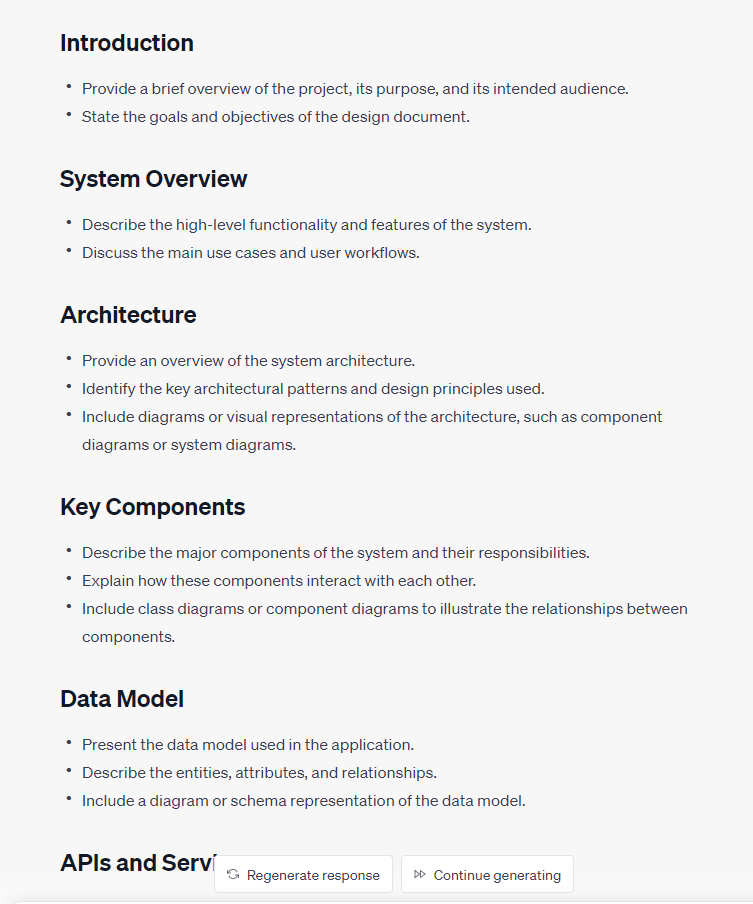 Introduction
• Provide a brief overview of the project, its purpose, and its intended audience.
• State the goals and objectives of the design document.
System Overview
• Describe the high-level functionality and features of the system.
• Discuss the main use cases and user workflows.
Architecture
• Provide an overview of the system architecture.
• Identify the key architectural patterns and design principles used.
• Include diagrams or visual representations of the architecture, such as component
diagrams or system diagrams.
Key Components
• Describe the major components of the system and their responsibilities.
• Explain how these components interact with each other.
• Include class diagrams or component diagrams to illustrate the relationships between
components.
Data Model
• Present the data model used in the application.
• Describe the entities, attributes, and relationships.
• Include a diagram or schema representation of the data model.
APIs and
Regenerate response
Continue generating